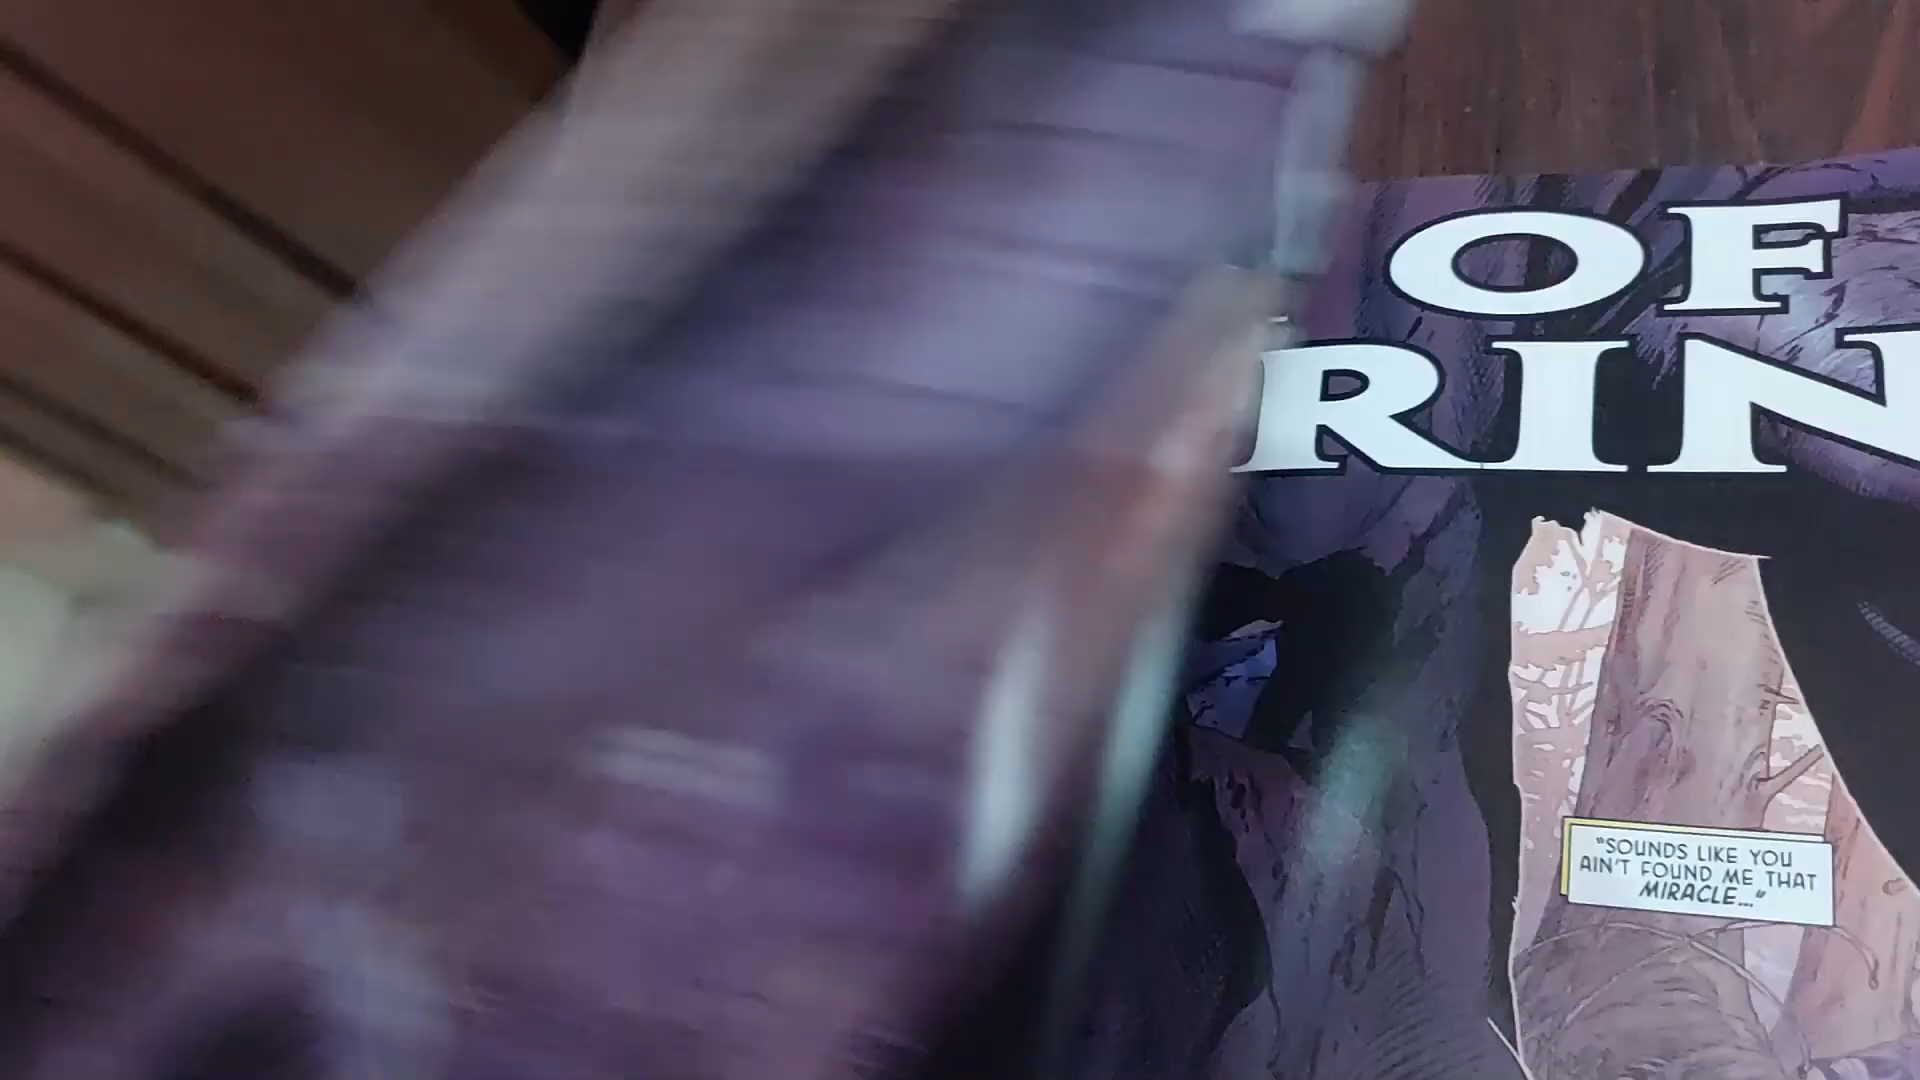 OF
RIN
"SOUNDS LIKE YOU
AIN'T FOUND ME THAT
MIRACLE..."